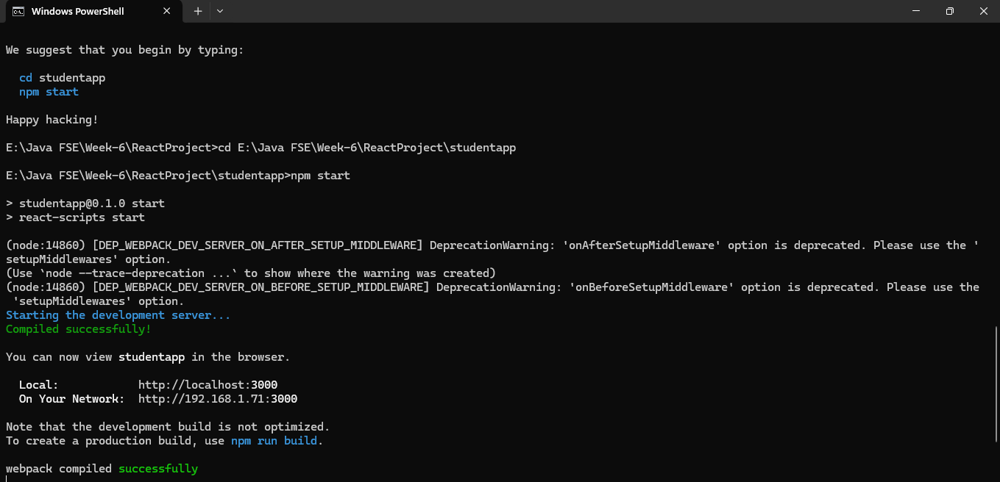 Windows PowerShell
We suggest that you begin by typing:
cd studentapp
npm start
Happy hacking!
E:\Java FSE\Week-6\ReactProject>cd E:\Java FSE\Week-6\ReactProject\studentapp
E:\Java FSE\Week-6\ReactProject\studentapp>npm start
> studentapp@0.1.0 start
> react-scripts start
(node:14860) [DEP_WEBPACK_DEV_SERVER_ON_AFTER_SETUP_MIDDLEWARE] DeprecationWarning: 'onAfterSetupMiddleware' option is deprecated. Please use the '
setupMiddlewares' option.
(Use `node --trace-deprecation ...` to show where the warning was created)
(node:14860) [DEP_WEBPACK_DEV_SERVER_ON_BEFORE_SETUP_MIDDLEWARE] DeprecationWarning: 'onBeforeSetupMiddleware' option is deprecated. Please use the
'setupMiddlewares' option.
Starting the development server...
Compiled successfully!
You can now view studentapp in the browser.
Local: http://localhost:3000
On Your Network: http://192.168.1.71:3000
Note that the development build is not optimized.
To create a production build, use npm run build.
webpack compiled successfully